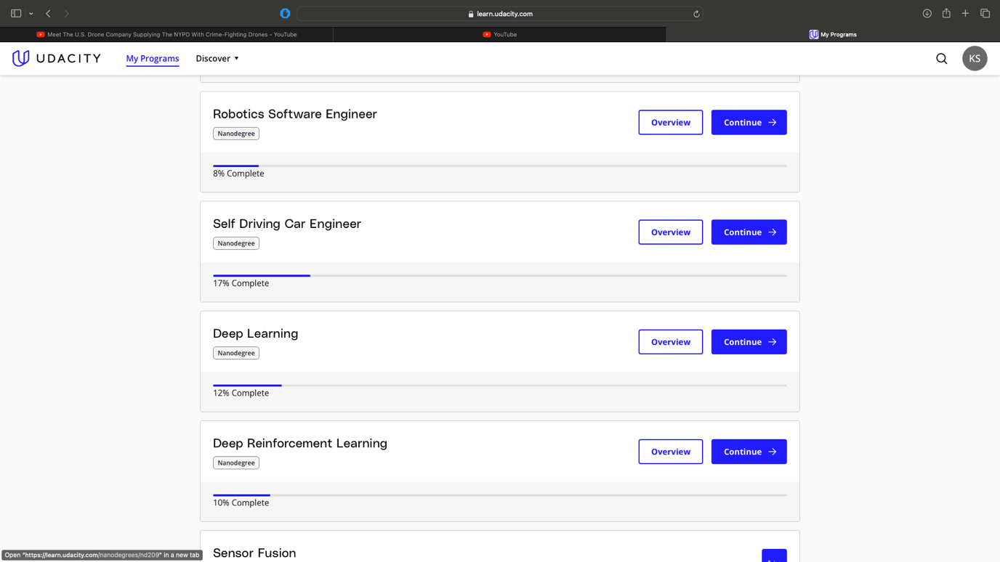 learn.udacity.com
Meet The U.S. Drone Company Supplying The NYPD With Crime-Fighting Drones - YouTube
YouTube
My Programs
UDACITY
My Programs
Discover
KS
Robotics Software Engineer
Nanodegree
Overview
Continue →
8% Complete
Self Driving Car Engineer
Nanodegree
Overview
Continue →
17% Complete
Deep Learning
Nanodegree
Overview
Continue →
12% Complete
Deep Reinforcement Learning
Nanodegree
Overview
Continue →
10% Complete
Sensor Fusion
Open "https://learn.udacity.com/nanodegrees/nd209" in a new tab